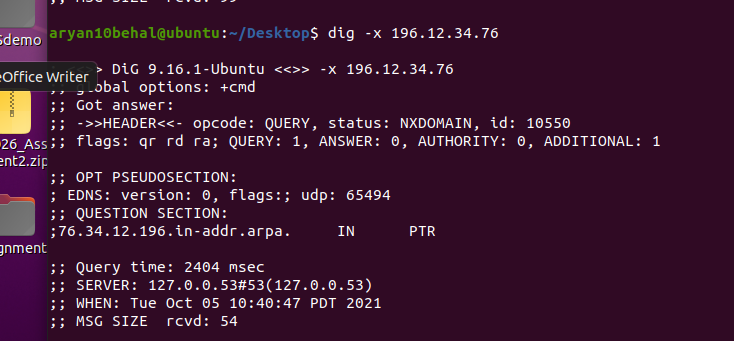 ;; MSG SIZE  rcvd: 99
aryan10behal@ubuntu:~/Desktop$ dig -x 196.12.34.76
<>> DiG 9.16.1-Ubuntu <<>> -x 196.12.34.76
;; global options: +cmd
;; Got answer:
;; ->>HEADER<<- opcode: QUERY, status: NXDOMAIN, id: 10550
;; flags: qr rd ra; QUERY: 1, ANSWER: 0, AUTHORITY: 0, ADDITIONAL: 1
;; OPT PSEUDOSECTION:
; EDNS: version: 0, flags:; udp: 65494
;; QUESTION SECTION:
;76.34.12.196.in-addr.arpa.     IN      PTR
;; Query time: 2404 msec
;; SERVER: 127.0.0.53#53(127.0.0.53)
;; WHEN: Tue Oct 05 10:40:47 PDT 2021
;; MSG SIZE  rcvd: 54
sdemo
eOffice Writer
026_Ass
ent2.zip
gnment